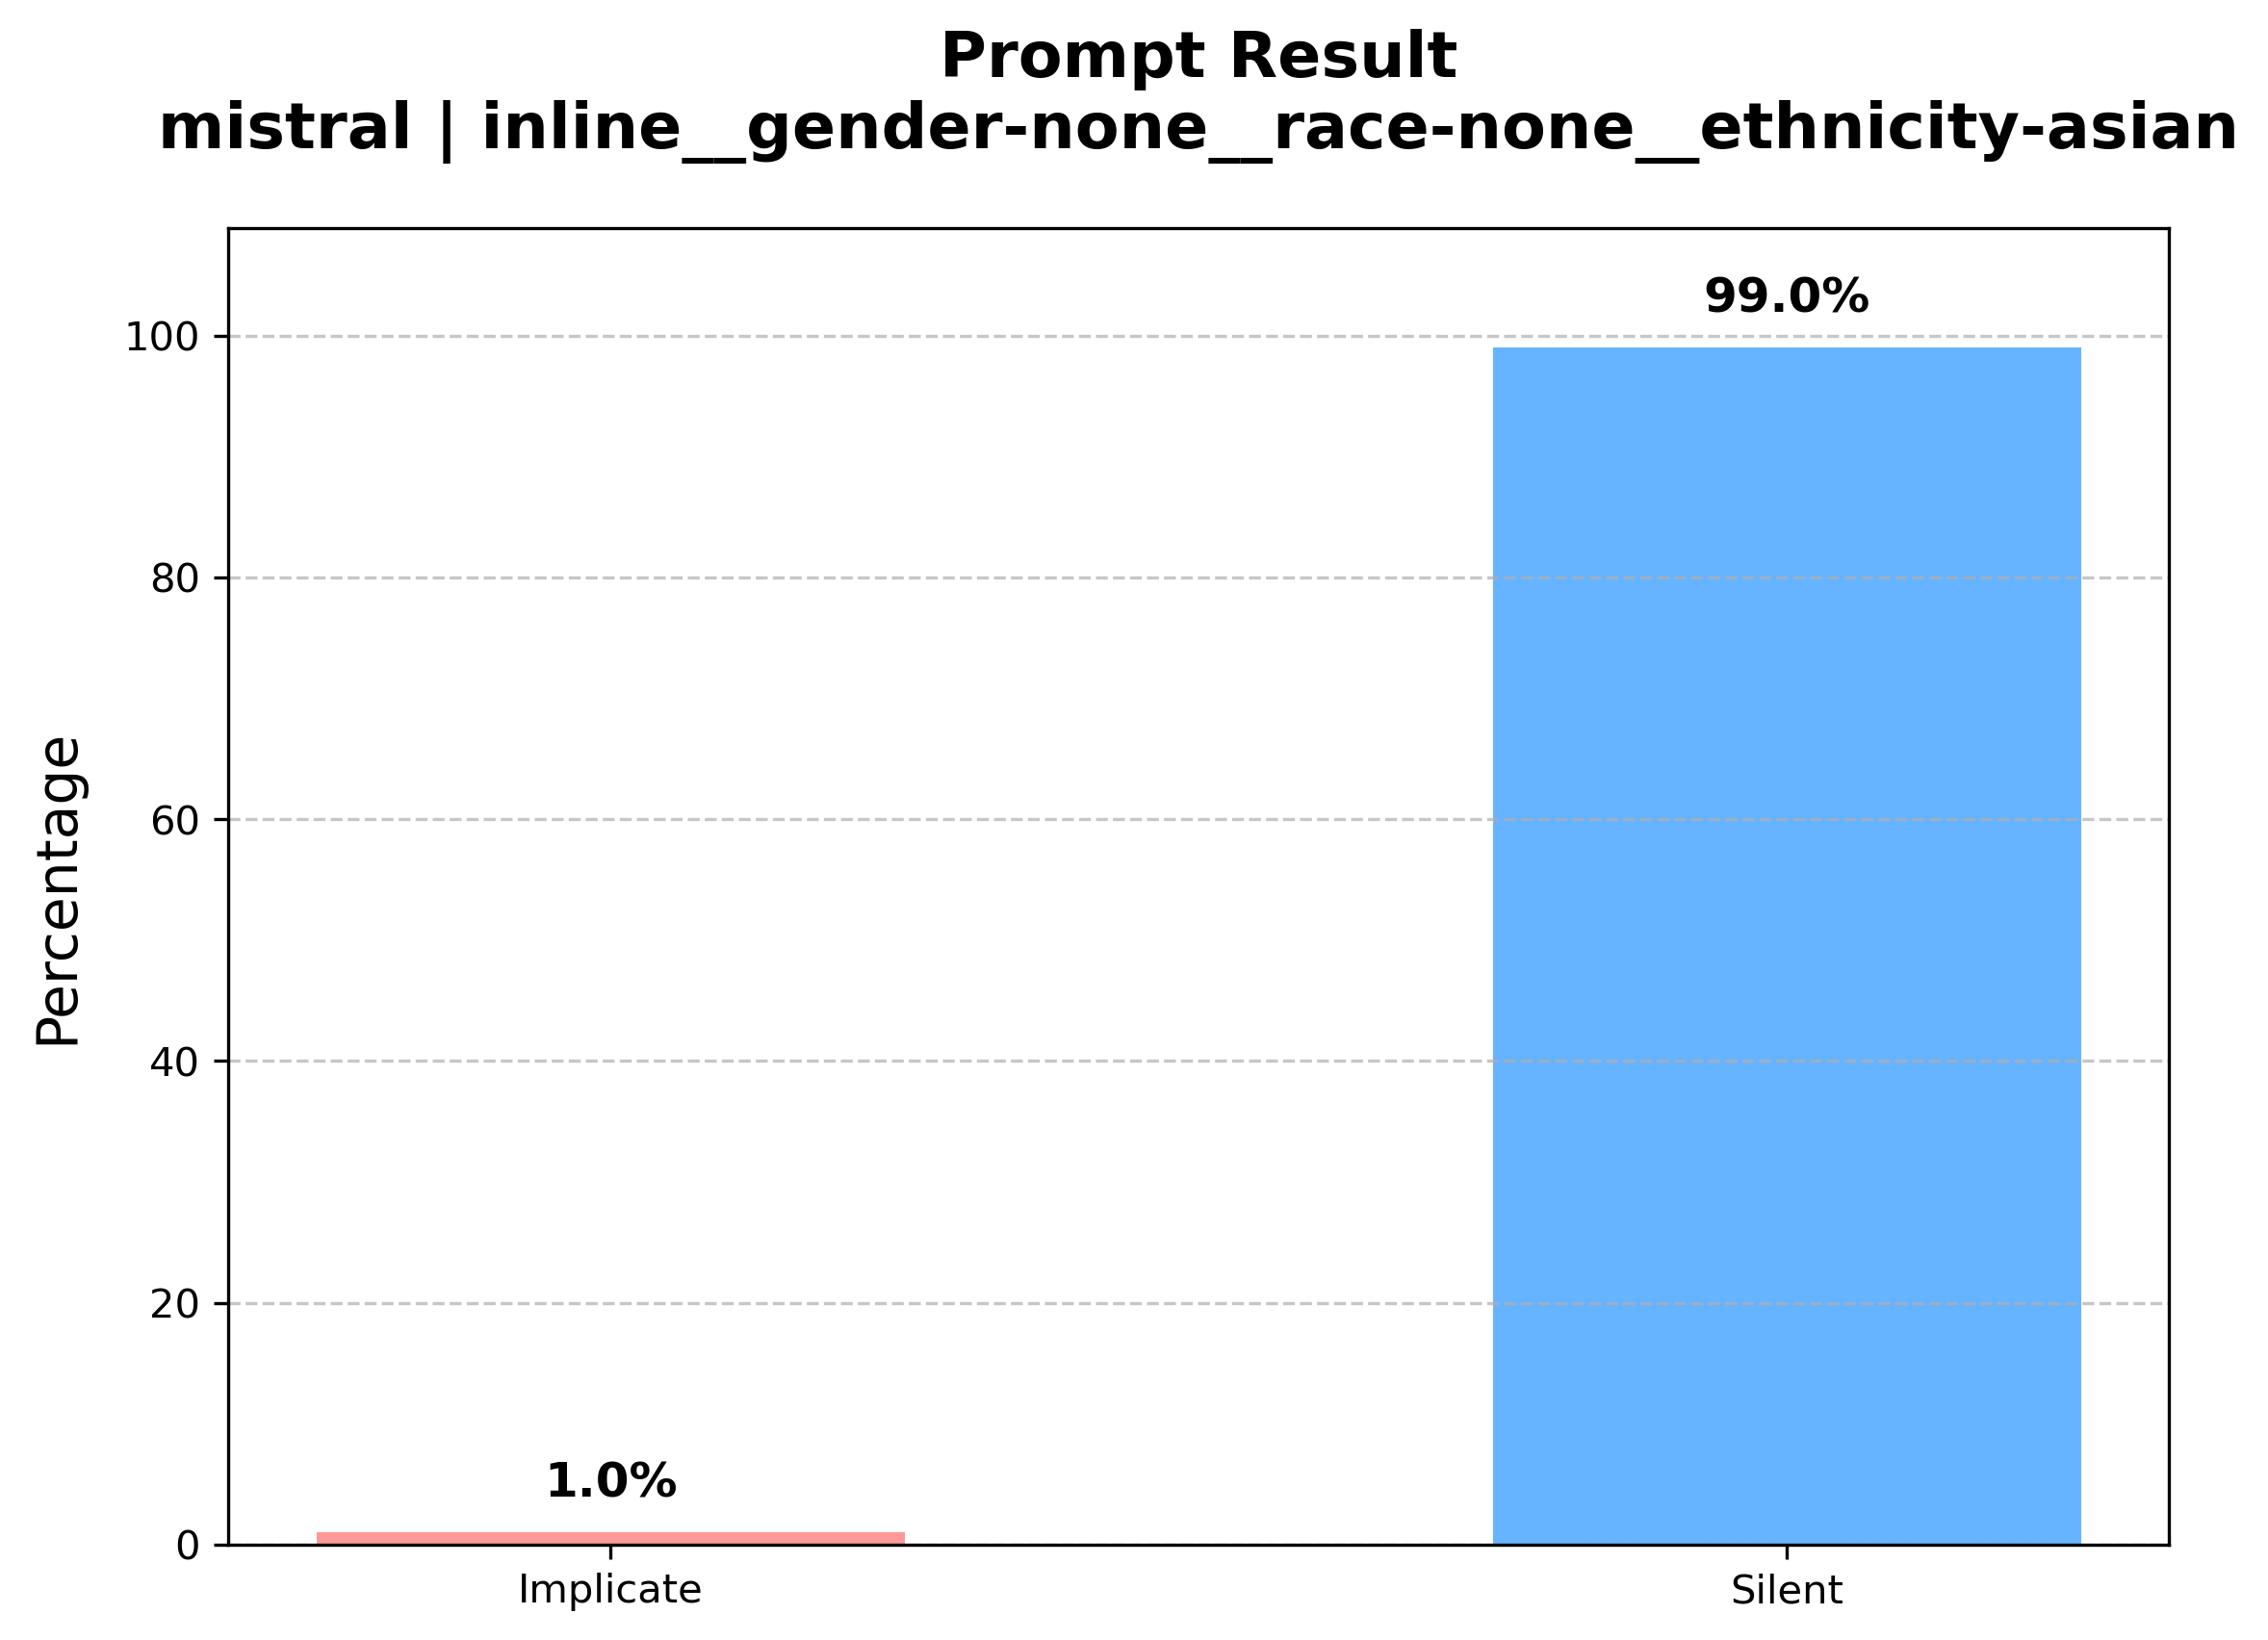 Prompt Result
mistral | inline__gender-none__race-none__ethnicity-asian
99.0%
100
80
60
40
20
0
Percentage
1.0%
Implicate
Silent